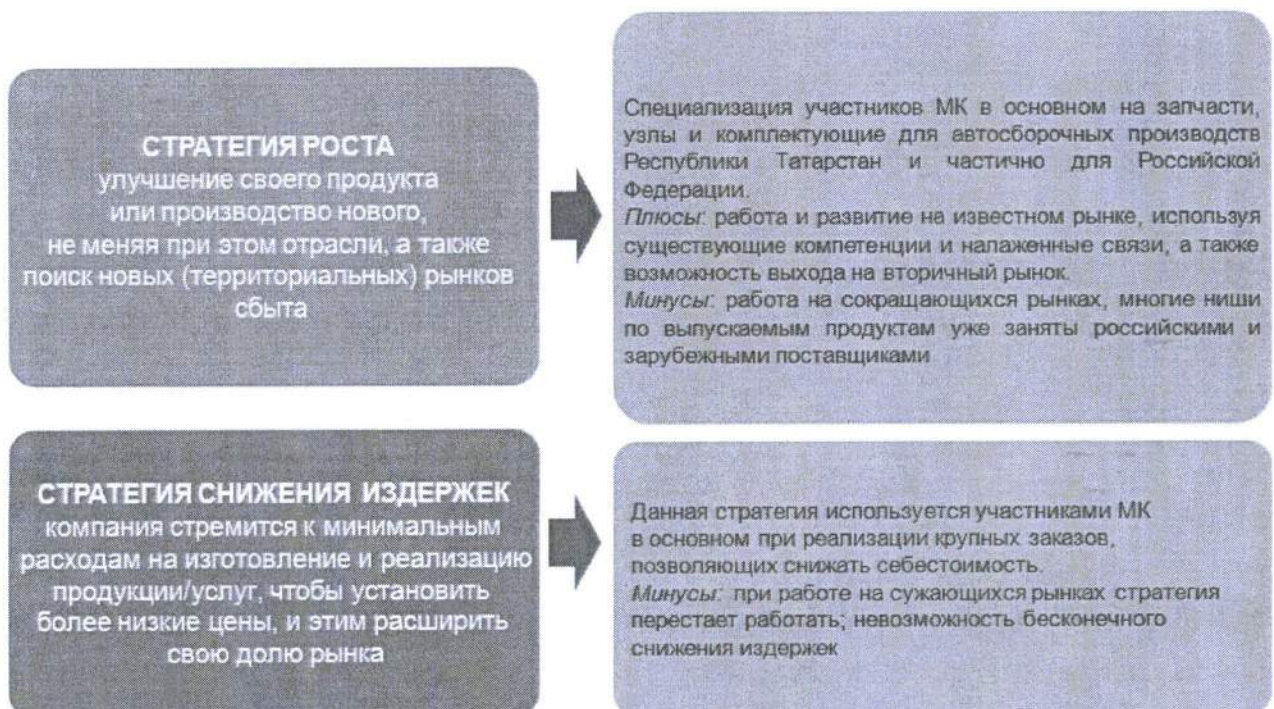 СТРАТЕГИЯ РОСТА
улучшение своего продукта
или производство нового,
не меняя при этом отрасли, а также
поиск новых (территориальных) рынков
сбыта
Специализация участников МК в основном на запчасти,
узлы и комплектующие для автосборочных производств
Республики Татарстан и частично для Российской
Федерации.
Плюсы: работа и развитие на известном рынке, используя
существующие компетенции и налаженные связи, а также
возможность выхода на вторичный рынок.
Минусы: работа на сокращающихся рынках, многие ниши
по выпускаемым продуктам уже заняты российскими и
зарубежными поставщиками
СТРАТЕГИЯ СНИЖЕНИЯ ИЗДЕРЖЕК
компания стремится к минимальным
расходам на изготовление и реализацию
продукции/услуг, чтобы установить
более низкие цены, и этим расширить
свою долю рынка
Данная стратегия используется участниками МК
в основном при реализации крупных заказов,
позволяющих снижать себестоимость.
Минусы: при работе на сужающихся рынках стратегия
перестает работать; невозможность бесконечного
снижения издержек